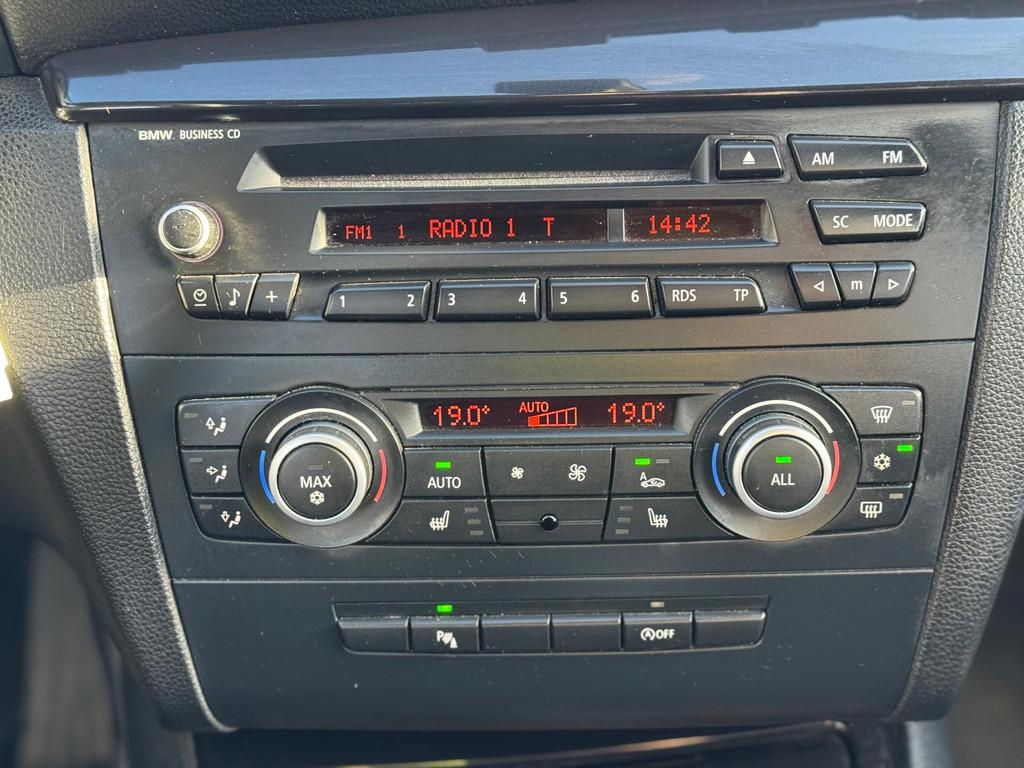 BMW BUSINESS CD
AM FM
FM1 1 RADIO 1 T 14:42
SC MODE
1 2 3 4 5 6 RDS TP m
19.0° AUTO 19.0°
MAX AUTO A ALL
P OFF